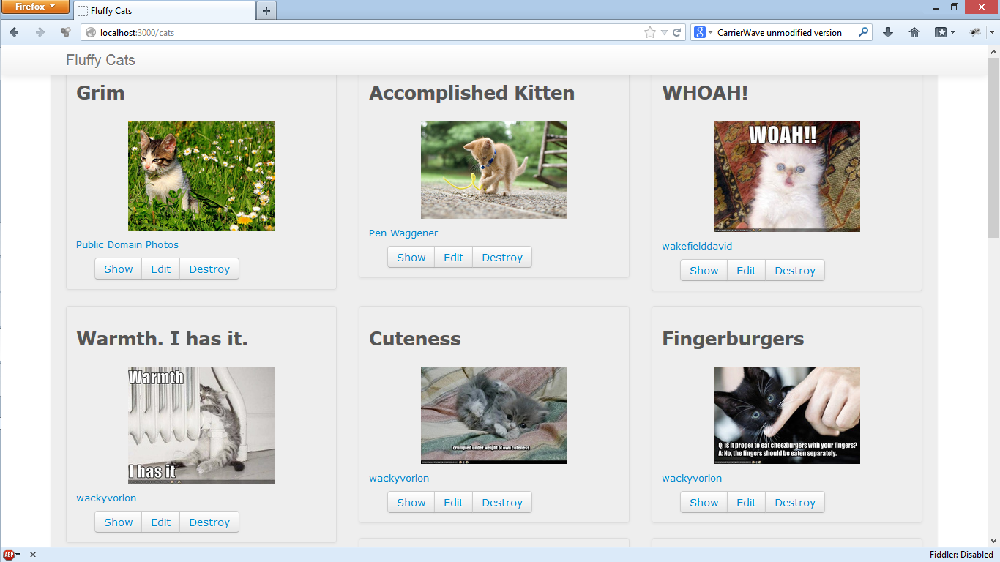 Firefox
Fluffy Cats
localhost:3000/cats
CarrierWave unmodified version
Fluffy Cats
Grim
Accomplished Kitten
WHOAH!
WOAH!!
Public Domain Photos
Pen Waggener
wakefielddavid
Show Edit Destroy
Show Edit Destroy
Show Edit Destroy
Warmth. I has it.
Cuteness
Fingerburgers
Warmth
I has it
crumpled under weight of own cuteness
Q: Is it proper to eat cheezburgers with your fingers?
A: No, the fingers should be eaten separately.
wackyvorlon
wackyvorlon
wackyvorlon
Show Edit Destroy
Show Edit Destroy
Show Edit Destroy
ABP
Fiddler: Disabled